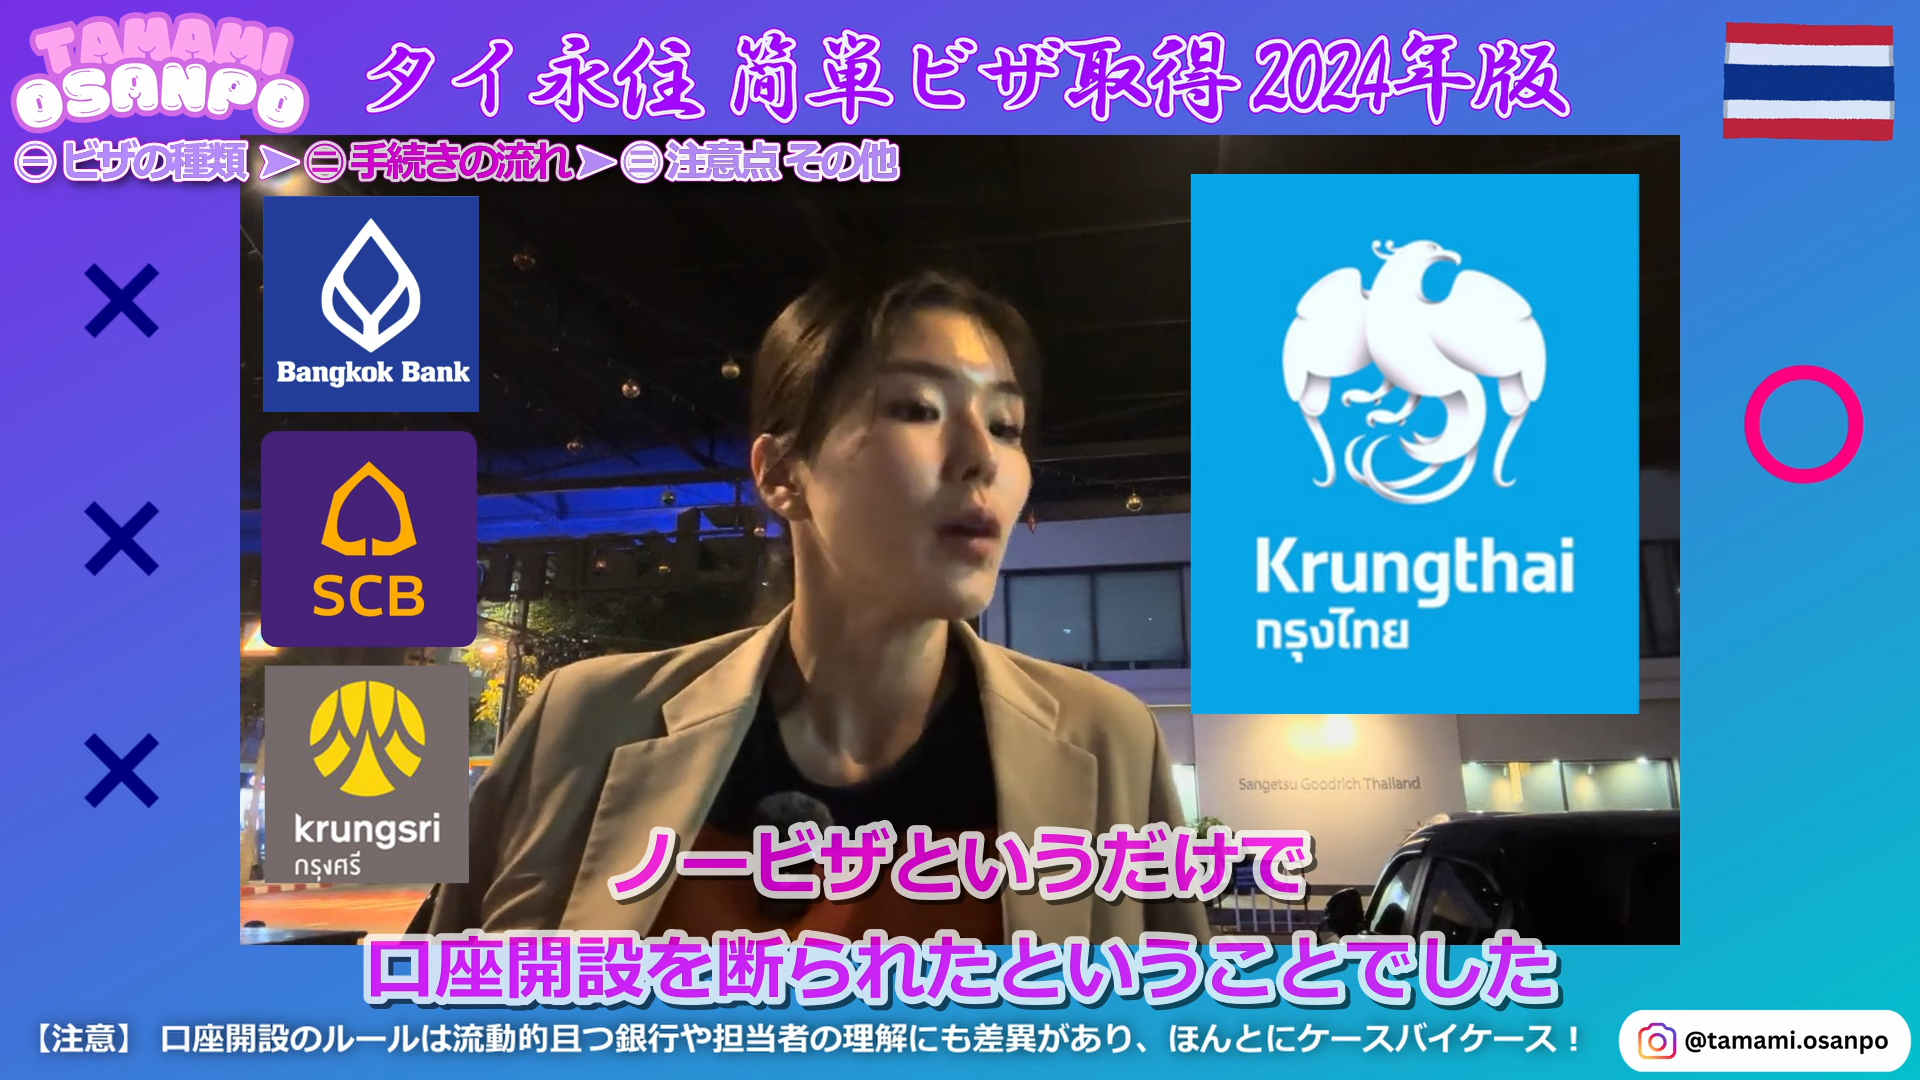 TAMAMI
OSANPO
タイ永住 簡単ビザ取得 2024年版
㊀ ビザの種類 ➤ ㊁ 手続きの流れ ➤ ㊂ 注意点 その他
Bangkok Bank
SCB
krungsri
กรุงศรี
Krungthai
กรุงไทย
Sangetsu Goodrich Thailand
ノービザというだけで
口座開設を断られたということでした
【注意】 口座開設のルールは流動的且つ銀行や担当者の理解にも差異があり、ほんとにケースバイケース！
@tamami.osanpo